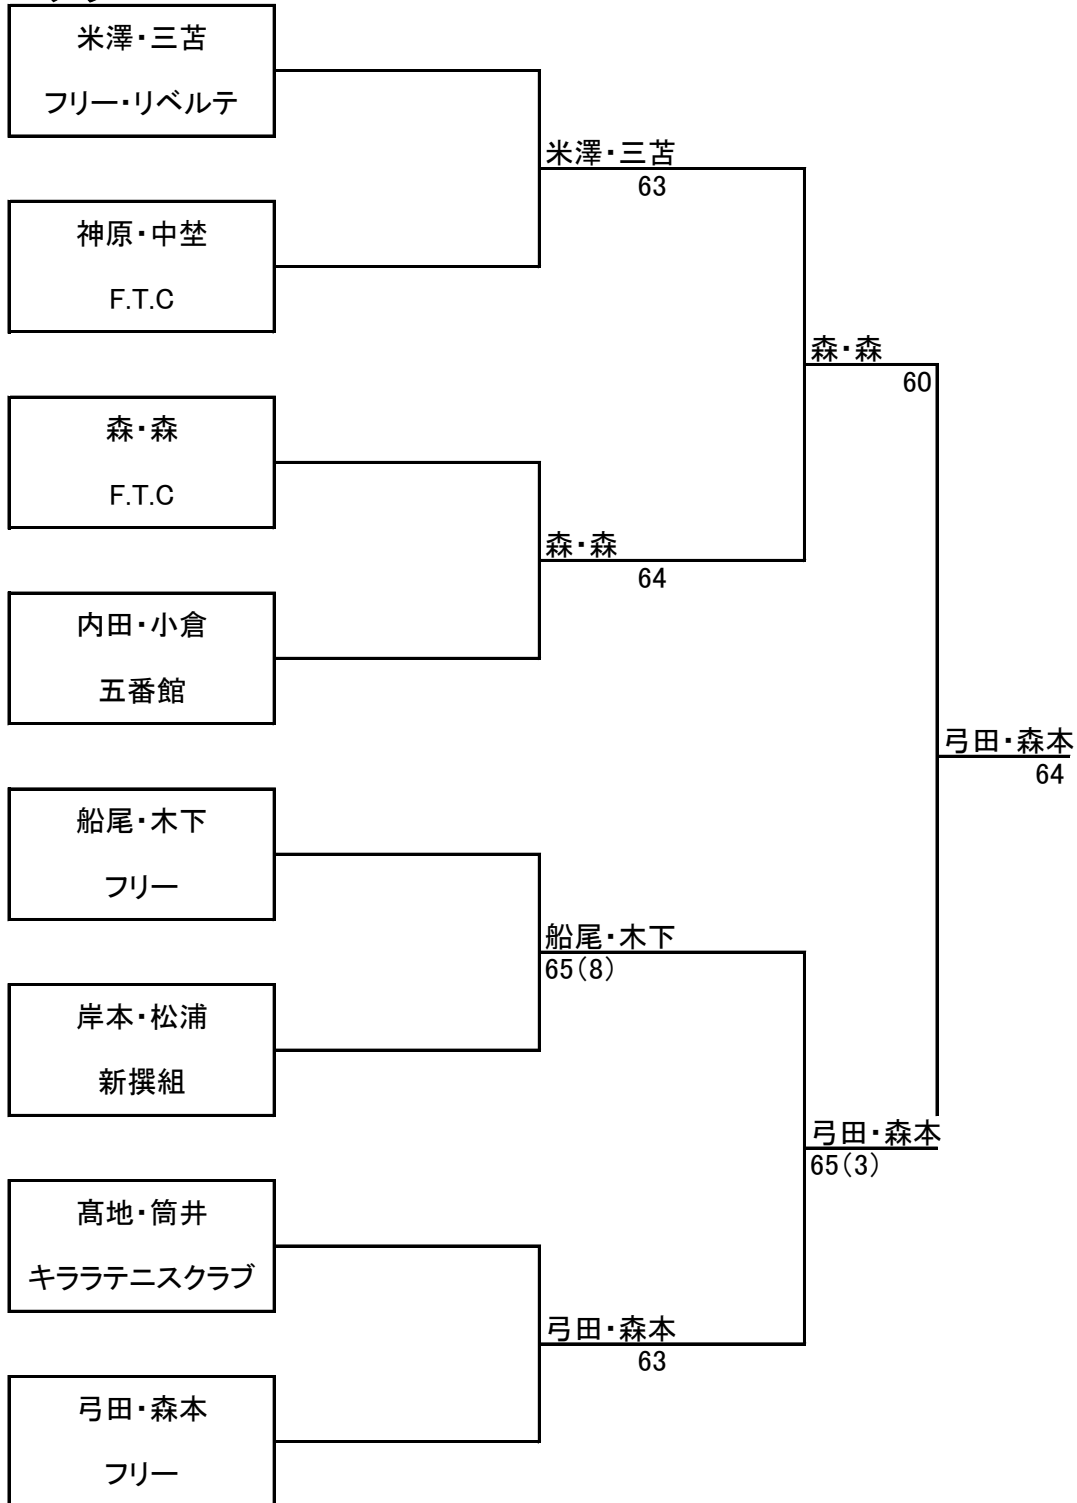 米澤・三苫
フリー・リベルテ
米澤・三苫
63
神原・中埜
F.T.C
森・森
60
森・森
F.T.C
森・森
64
内田・小倉
五番館
弓田・森本
64
船尾・木下
フリー
船尾・木下
65(8)
岸本・松浦
新撰組
弓田・森本
65(3)
髙地・筒井
キララテニスクラブ
弓田・森本
63
弓田・森本
フリー